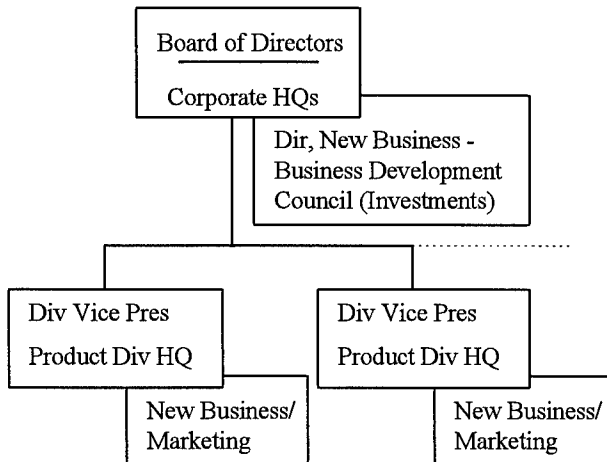 Board of Directors
Corporate HQs
Dir, New Business -
Business Development
Council (Investments)
Div Vice Pres
Product Div HQ
New Business/
Marketing
Div Vice Pres
Product Div HQ
New Business/
Marketing